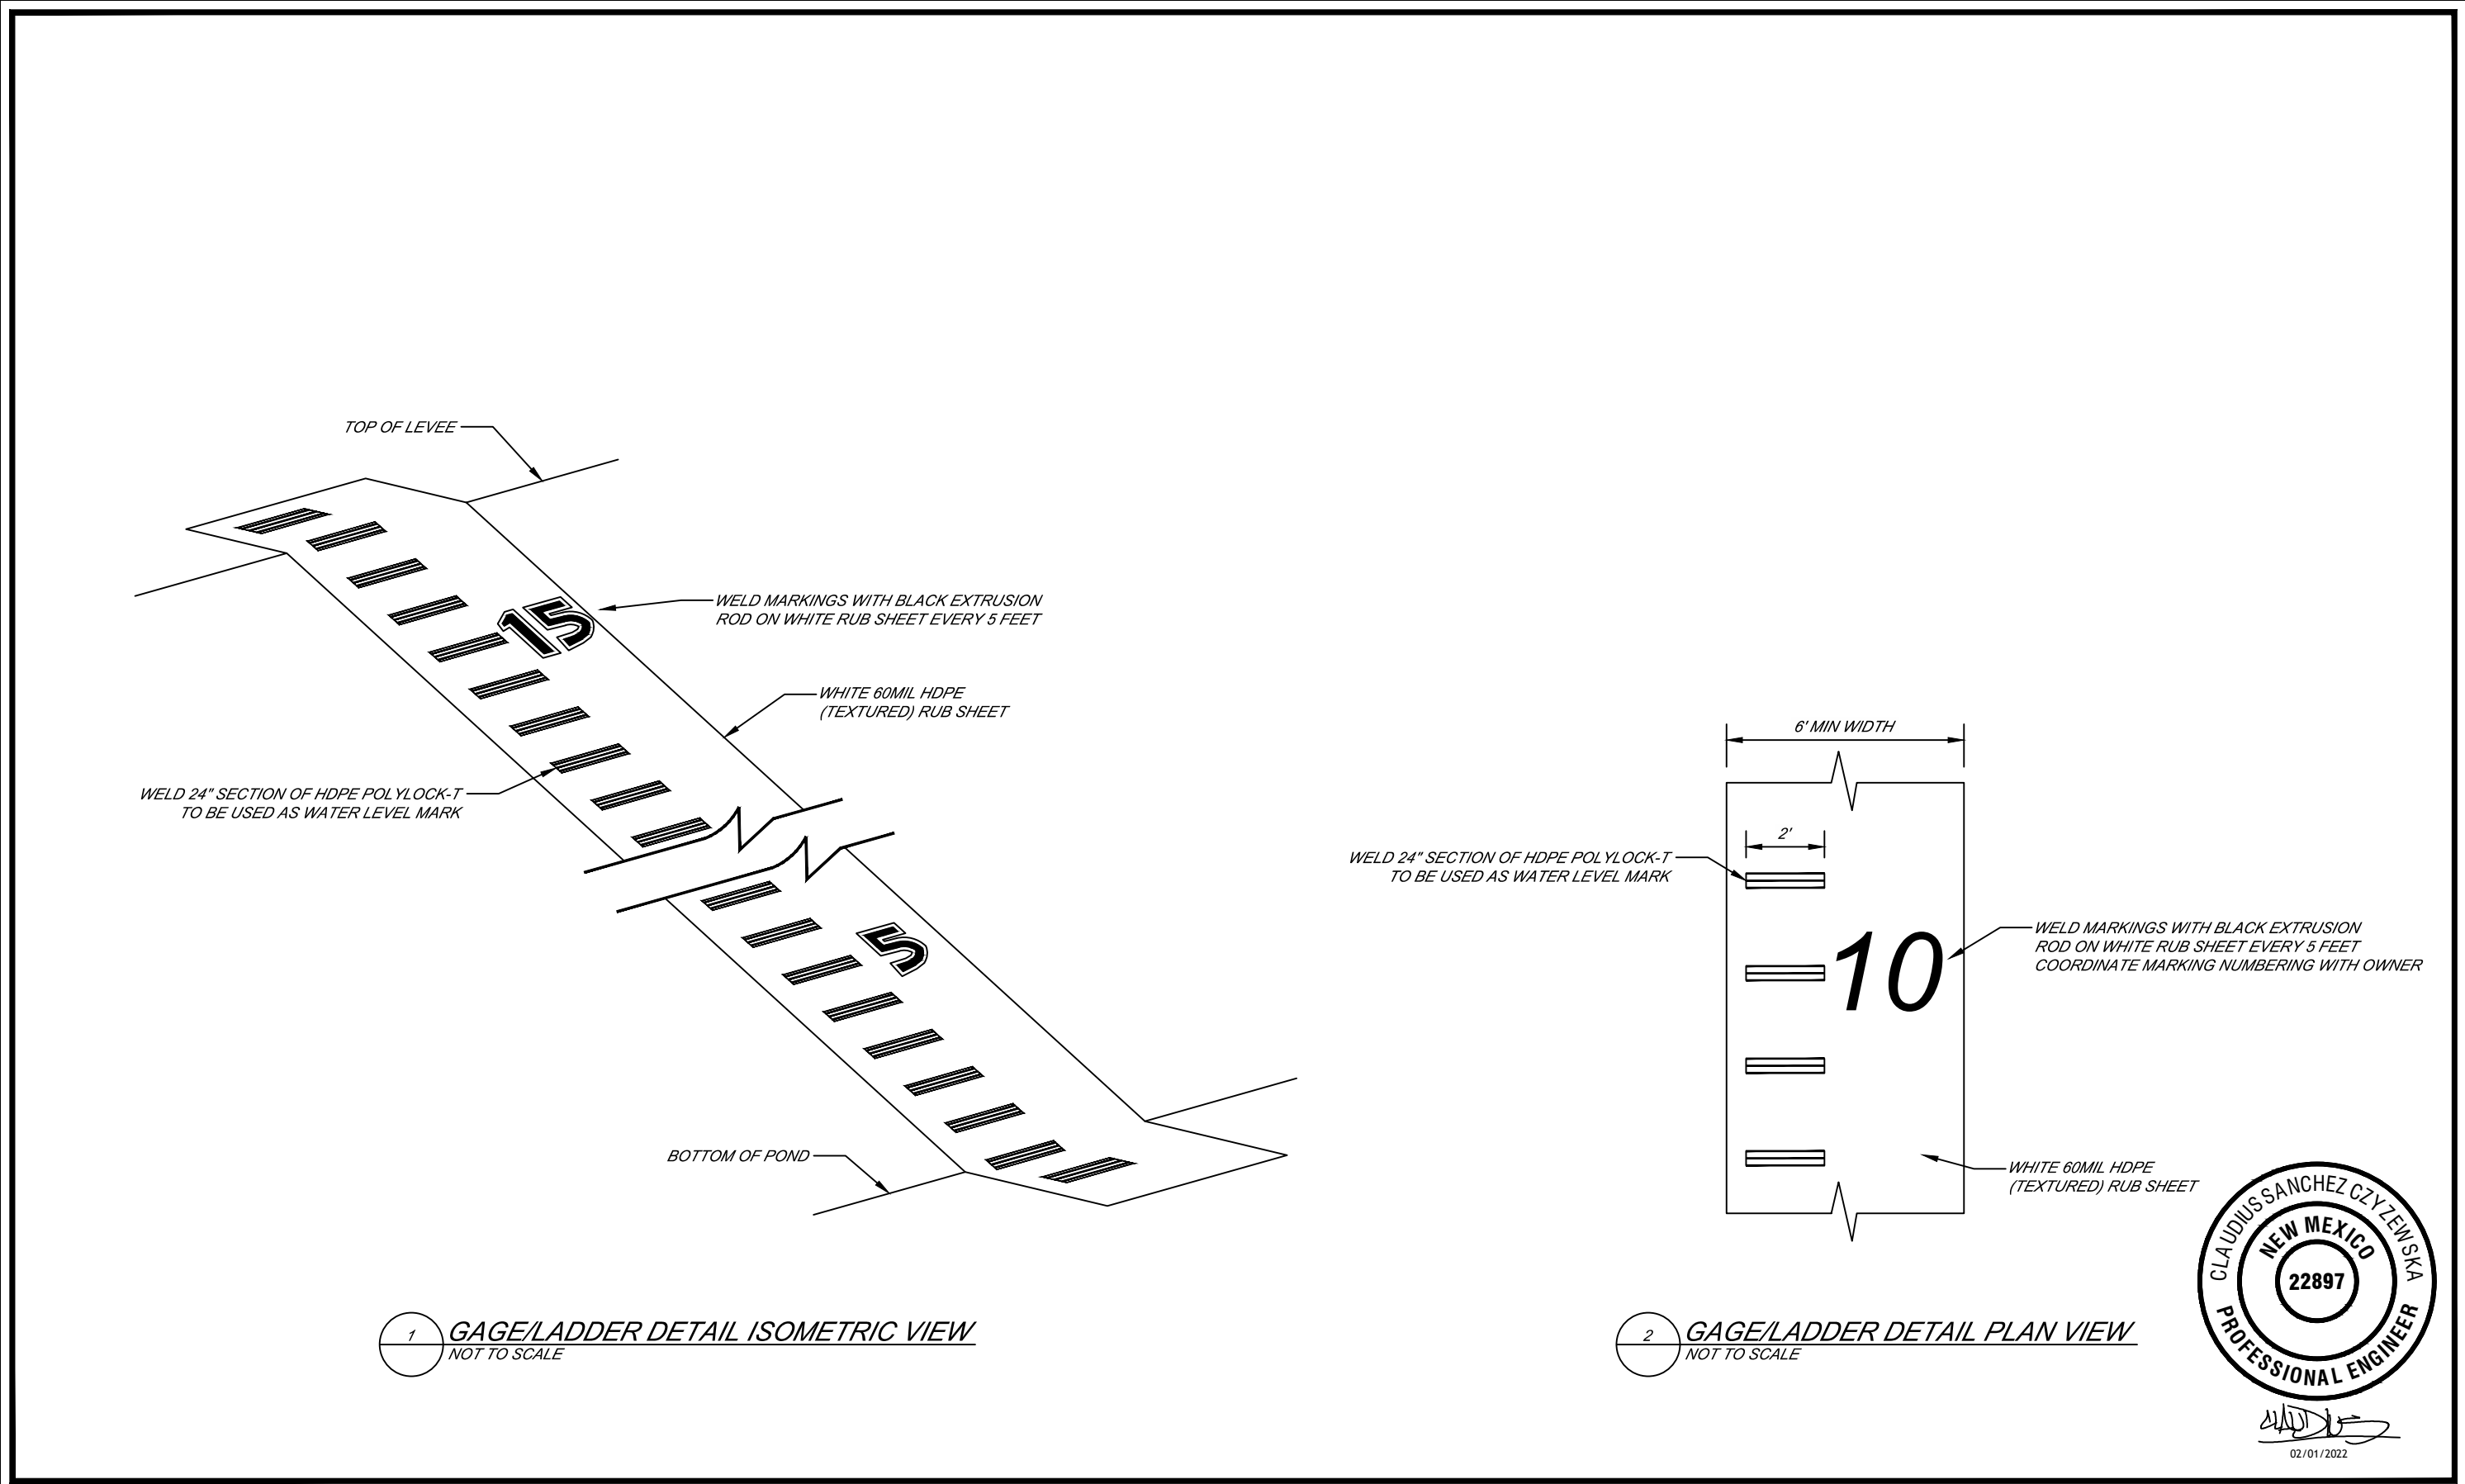 TOP OF LEVEE
15
WELD MARKINGS WITH BLACK EXTRUSION
ROD ON WHITE RUB SHEET EVERY 5 FEET
WHITE 60MIL HDPE
(TEXTURED) RUB SHEET
WELD 24" SECTION OF HDPE POLYLOCK-T
TO BE USED AS WATER LEVEL MARK
5
BOTTOM OF POND
1
GAGE/LADDER DETAIL ISOMETRIC VIEW
NOT TO SCALE
6' MIN WIDTH
2'
WELD 24" SECTION OF HDPE POLYLOCK-T
TO BE USED AS WATER LEVEL MARK
10
WELD MARKINGS WITH BLACK EXTRUSION
ROD ON WHITE RUB SHEET EVERY 5 FEET
COORDINATE MARKING NUMBERING WITH OWNER
WHITE 60MIL HDPE
(TEXTURED) RUB SHEET
2
GAGE/LADDER DETAIL PLAN VIEW
NOT TO SCALE
CLAUDIUS SANCHEZ CZYZEWSKA
NEW MEXICO
22897
PROFESSIONAL ENGINEER
02/01/2022